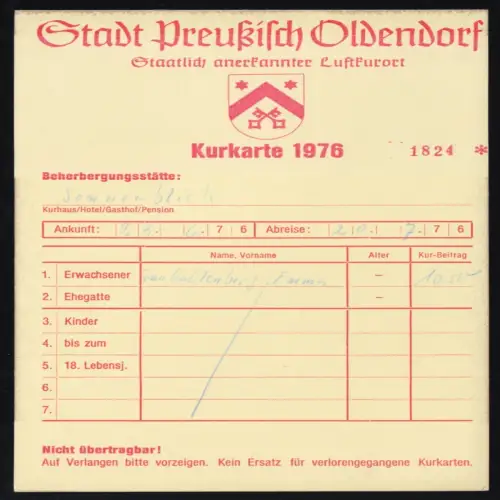 Stadt Preußisch Oldendorf
Staatlich anerkannter Luftkurort
Kurkarte 1976 1824 *
Beherbergungsstätte:
Sonnenblick
Kurhaus/Hotel/Gasthof/Pension
Ankunft: 7 6 Abreise: 20 7 7 6
Name, Vorname Alter Kur-Beitrag
1. Erwachsener –
2. Ehegatte –
3. Kinder
4. bis zum
5. 18. Lebensj.
6.
7.
Nicht übertragbar!
Auf Verlangen bitte vorzeigen. Kein Ersatz für verlorengegangene Kurkarten.